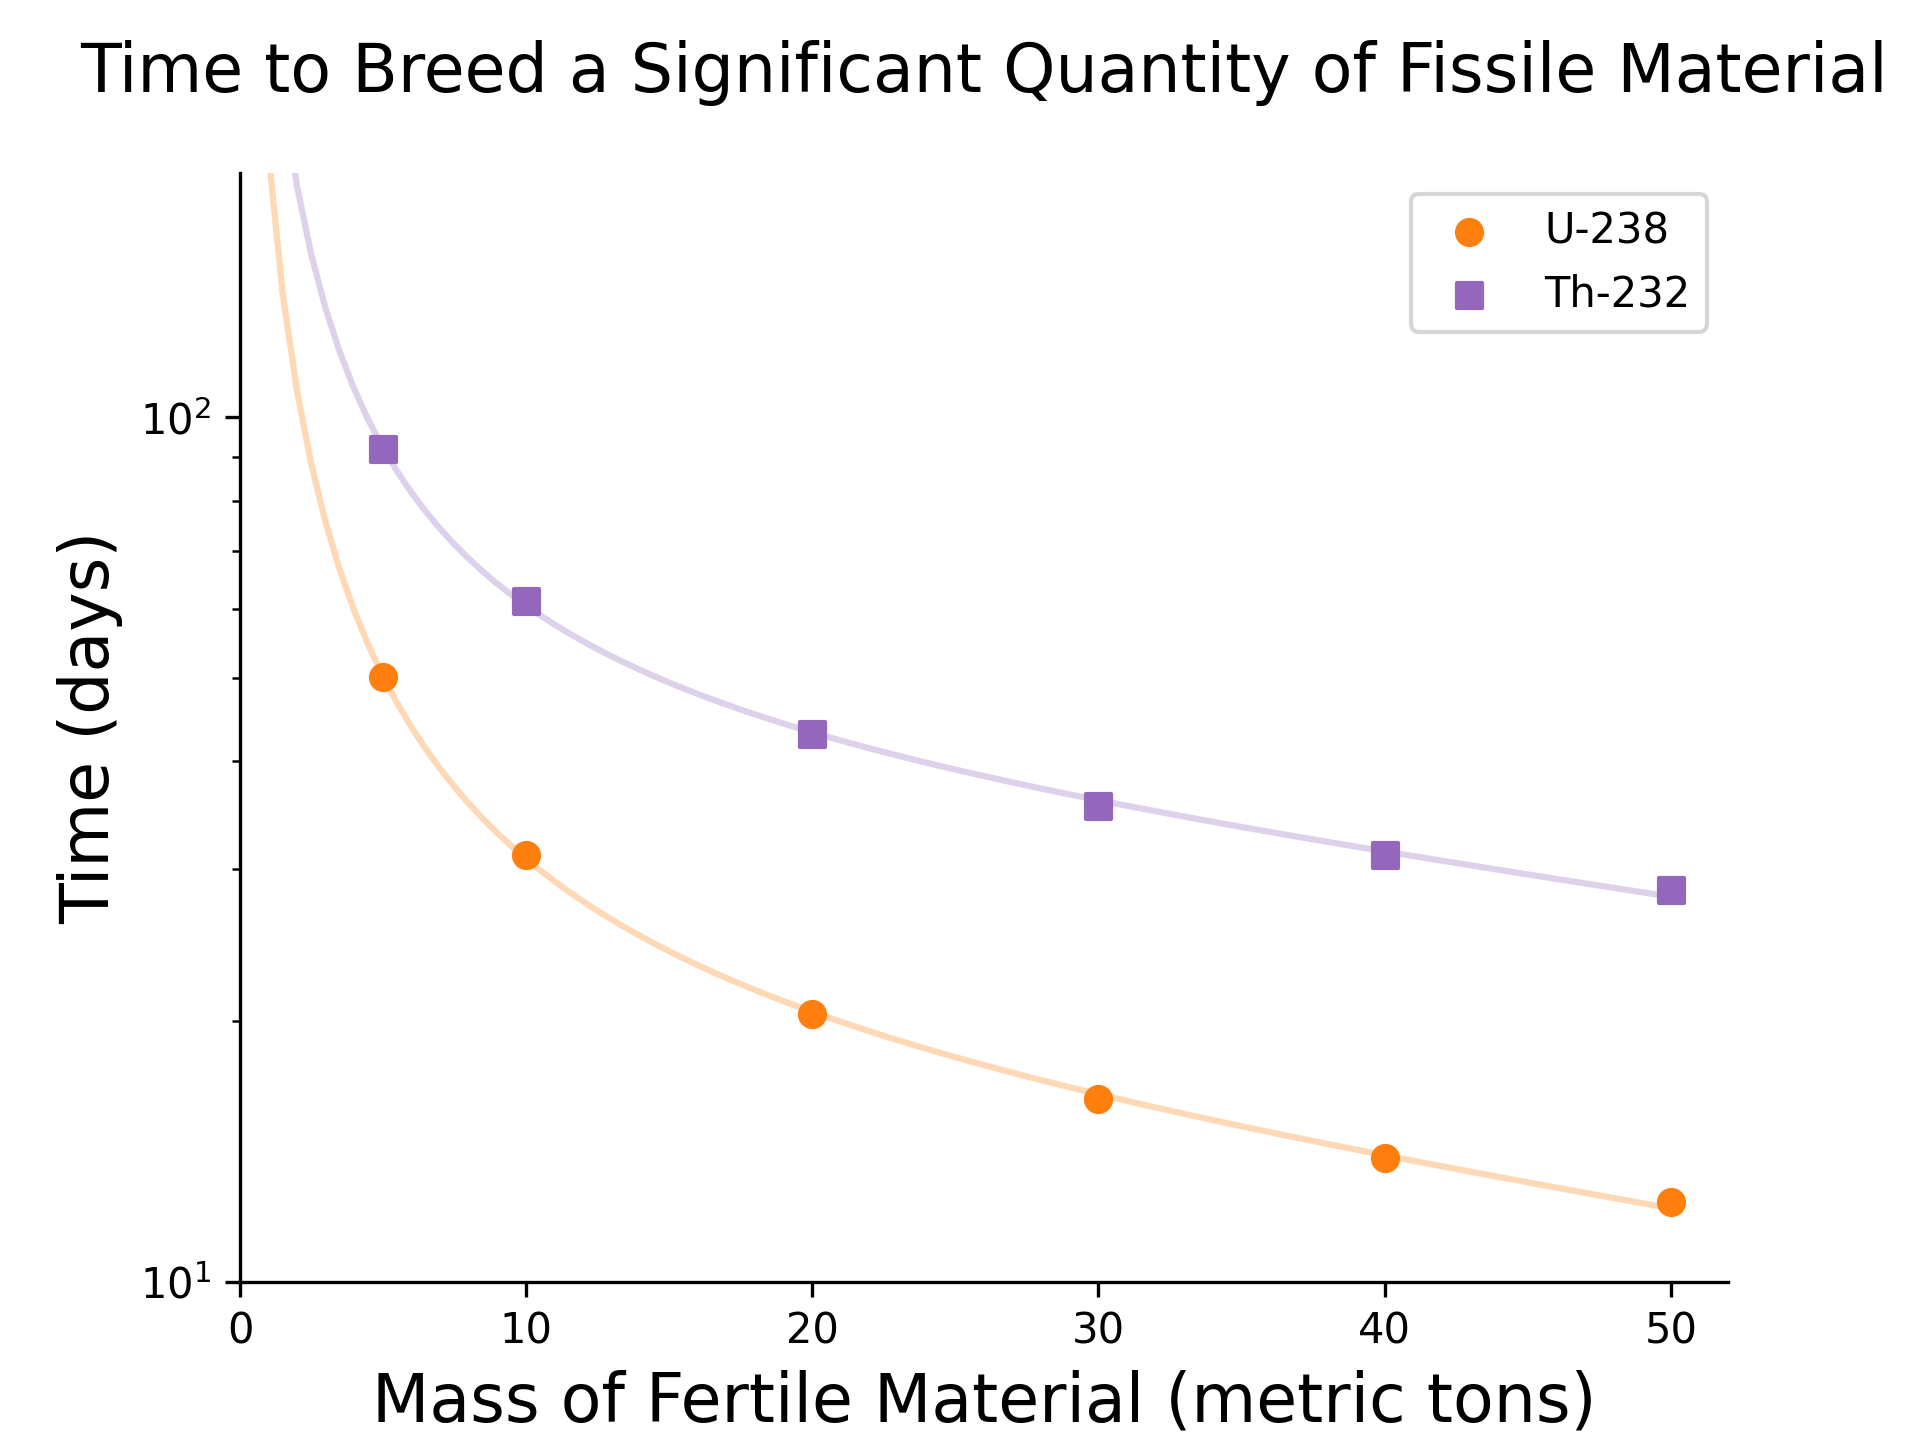 Time to Breed a Significant Quantity of Fissile Material
U-238
Th-232
Time (days)
10²
10¹
0 10 20 30 40 50
Mass of Fertile Material (metric tons)